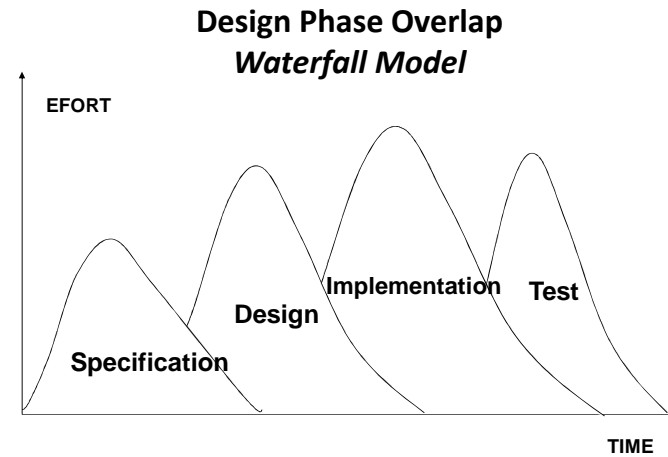 Design Phase Overlap
Waterfall Model
EFORT
Implementation
Test
Design
Specification
TIME